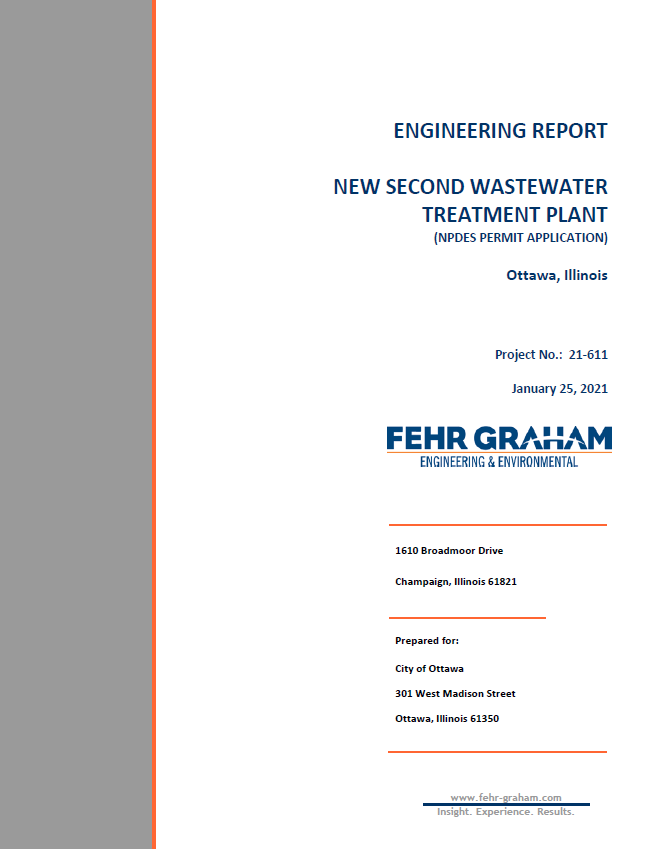 ENGINEERING REPORT
NEW SECOND WASTEWATER
TREATMENT PLANT
(NPDES PERMIT APPLICATION)
Ottawa, Illinois
Project No.: 21-611
January 25, 2021
FEHR GRAHAM
ENGINEERING & ENVIRONMENTAL
1610 Broadmoor Drive
Champaign, Illinois 61821
Prepared for:
City of Ottawa
301 West Madison Street
Ottawa, Illinois 61350
www.fehr-graham.com
Insight. Experience. Results.